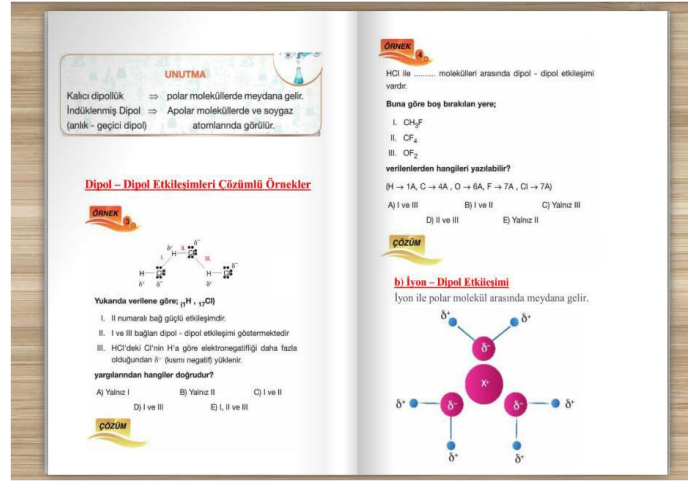 UNUTMA
Kalıcı dipollük ⇒ polar moleküllerde meydana gelir.
İndüklenmiş Dipol ⇒ Apolar moleküllerde ve soygaz
(anlık - geçici dipol) atomlarında görülür.
Dipol – Dipol Etkileşimleri Çözümlü Örnekler
ÖRNEK 3
δ⁺ II. δ⁻
I. H Cl III.
H Cl H Cl δ⁻
δ⁺ δ⁻ δ⁺
Yukarıda verilene göre; (₁H , ₁₇Cl)
I. II numaralı bağ güçlü etkileşimdir.
II. I ve III bağları dipol - dipol etkileşimi göstermektedir
III. HCl'deki Cl'nin H'a göre elektronegatifliği daha fazla
olduğundan δ⁻ (kısmı negatif) yüklenir.
yargılarından hangiler doğrudur?
A) Yalnız I B) Yalnız II C) I ve II
D) I ve III E) I, II ve III
ÇÖZÜM
ÖRNEK 4
HCl ile .......... molekülleri arasında dipol - dipol etkileşimi
vardır.
Buna göre boş bırakılan yere;
I. CH₃F
II. CF₄
III. OF₂
verilenlerden hangileri yazılabilir?
(H → 1A, C → 4A , O → 6A, F → 7A , Cl → 7A)
A) I ve III B) I ve II C) Yalnız III
D) II ve III E) Yalnız II
ÇÖZÜM
b) İyon – Dipol Etkileşimi
İyon ile polar molekül arasında meydana gelir.
δ⁺ δ⁺
δ⁻
X⁺
δ⁺ δ⁻ δ⁻ δ⁺
δ⁺ δ⁺